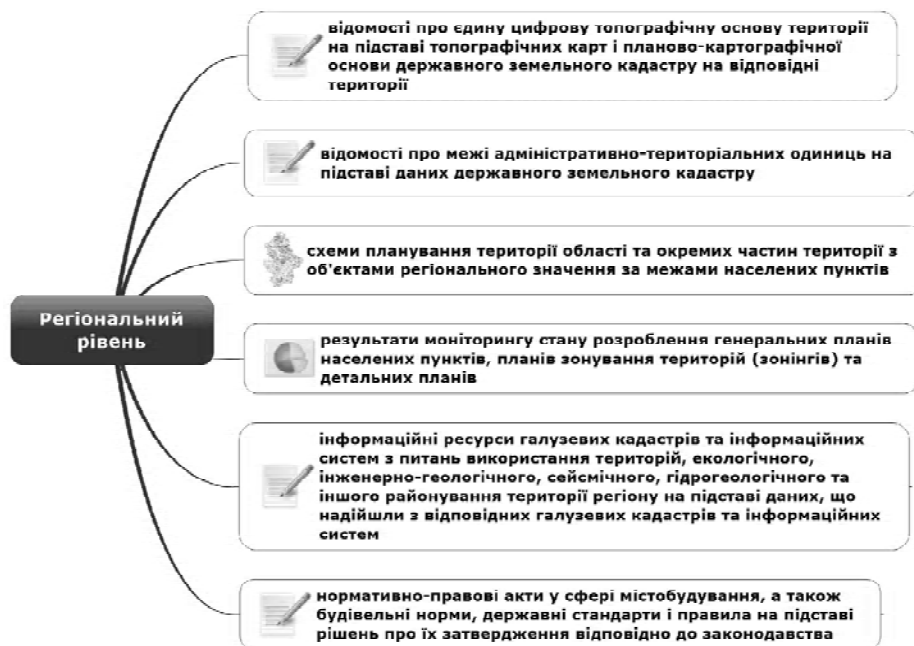 відомості про єдину цифрову топографічну основу території
на підставі топографічних карт і планово-картографічної
основи державного земельного кадастру на відповідні
території
відомості про межі адміністративно-територіальних одиниць на
підставі даних державного земельного кадастру
схеми планування території області та окремих частин території з
об'єктами регіонального значення за межами населених пунктів
Регіональний
рівень
результати моніторингу стану розроблення генеральних планів
населених пунктів, планів зонування територій (зонінгів) та
детальних планів
інформаційні ресурси галузевих кадастрів та інформаційних
систем з питань використання територій, екологічного,
інженерно-геологічного, сейсмічного, гідрогеологічного та
іншого районування території регіону на підставі даних, що
надійшли з відповідних галузевих кадастрів та інформаційних
систем
нормативно-правові акти у сфері містобудування, а також
будівельні норми, державні стандарти і правила на підставі
рішень про їх затвердження відповідно до законодавства